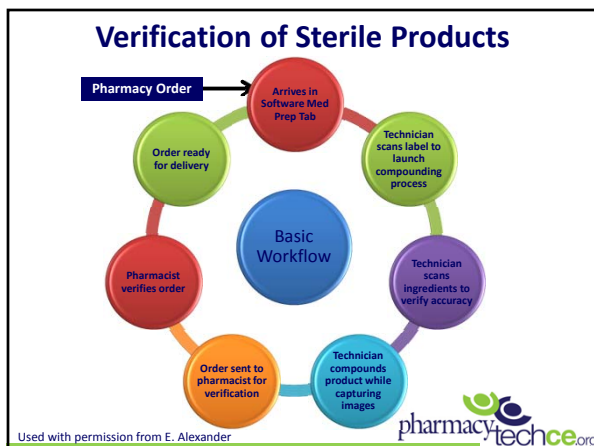 Verification of Sterile Products
Pharmacy Order
Arrives in
Software Med
Prep Tab
Technician
scans label to
launch
compounding
process
Technician
scans
ingredients to
verify accuracy
Technician
compounds
product while
capturing
images
Order sent to
pharmacist for
verification
Pharmacist
verifies order
Order ready
for delivery
Basic
Workflow
Used with permission from E. Alexander
pharmacytechce.org